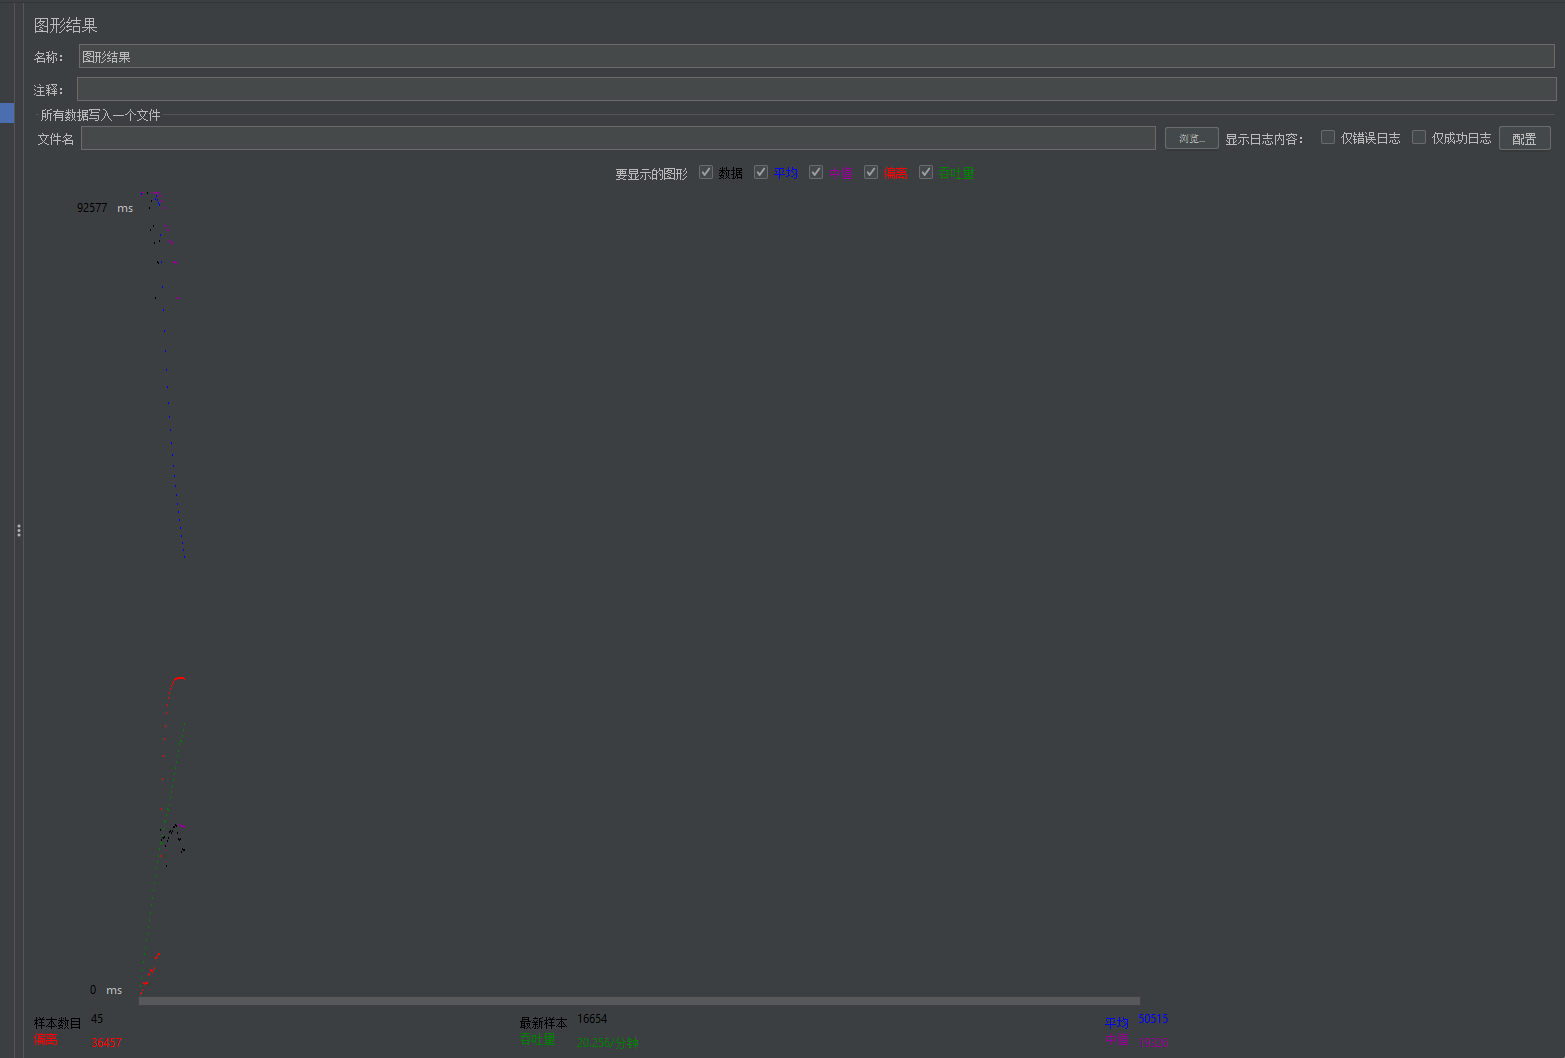 图形结果
名称： 图形结果
注释：
所有数据写入一个文件
文件名 浏览... 显示日志内容： 仅错误日志 仅成功日志 配置
要显示的图形 数据 平均 中值 偏离 吞吐量
92577 ms
0 ms
样本数目 45 最新样本 16654 平均 50515
偏离 36457 吞吐量 20.258/分钟 中值